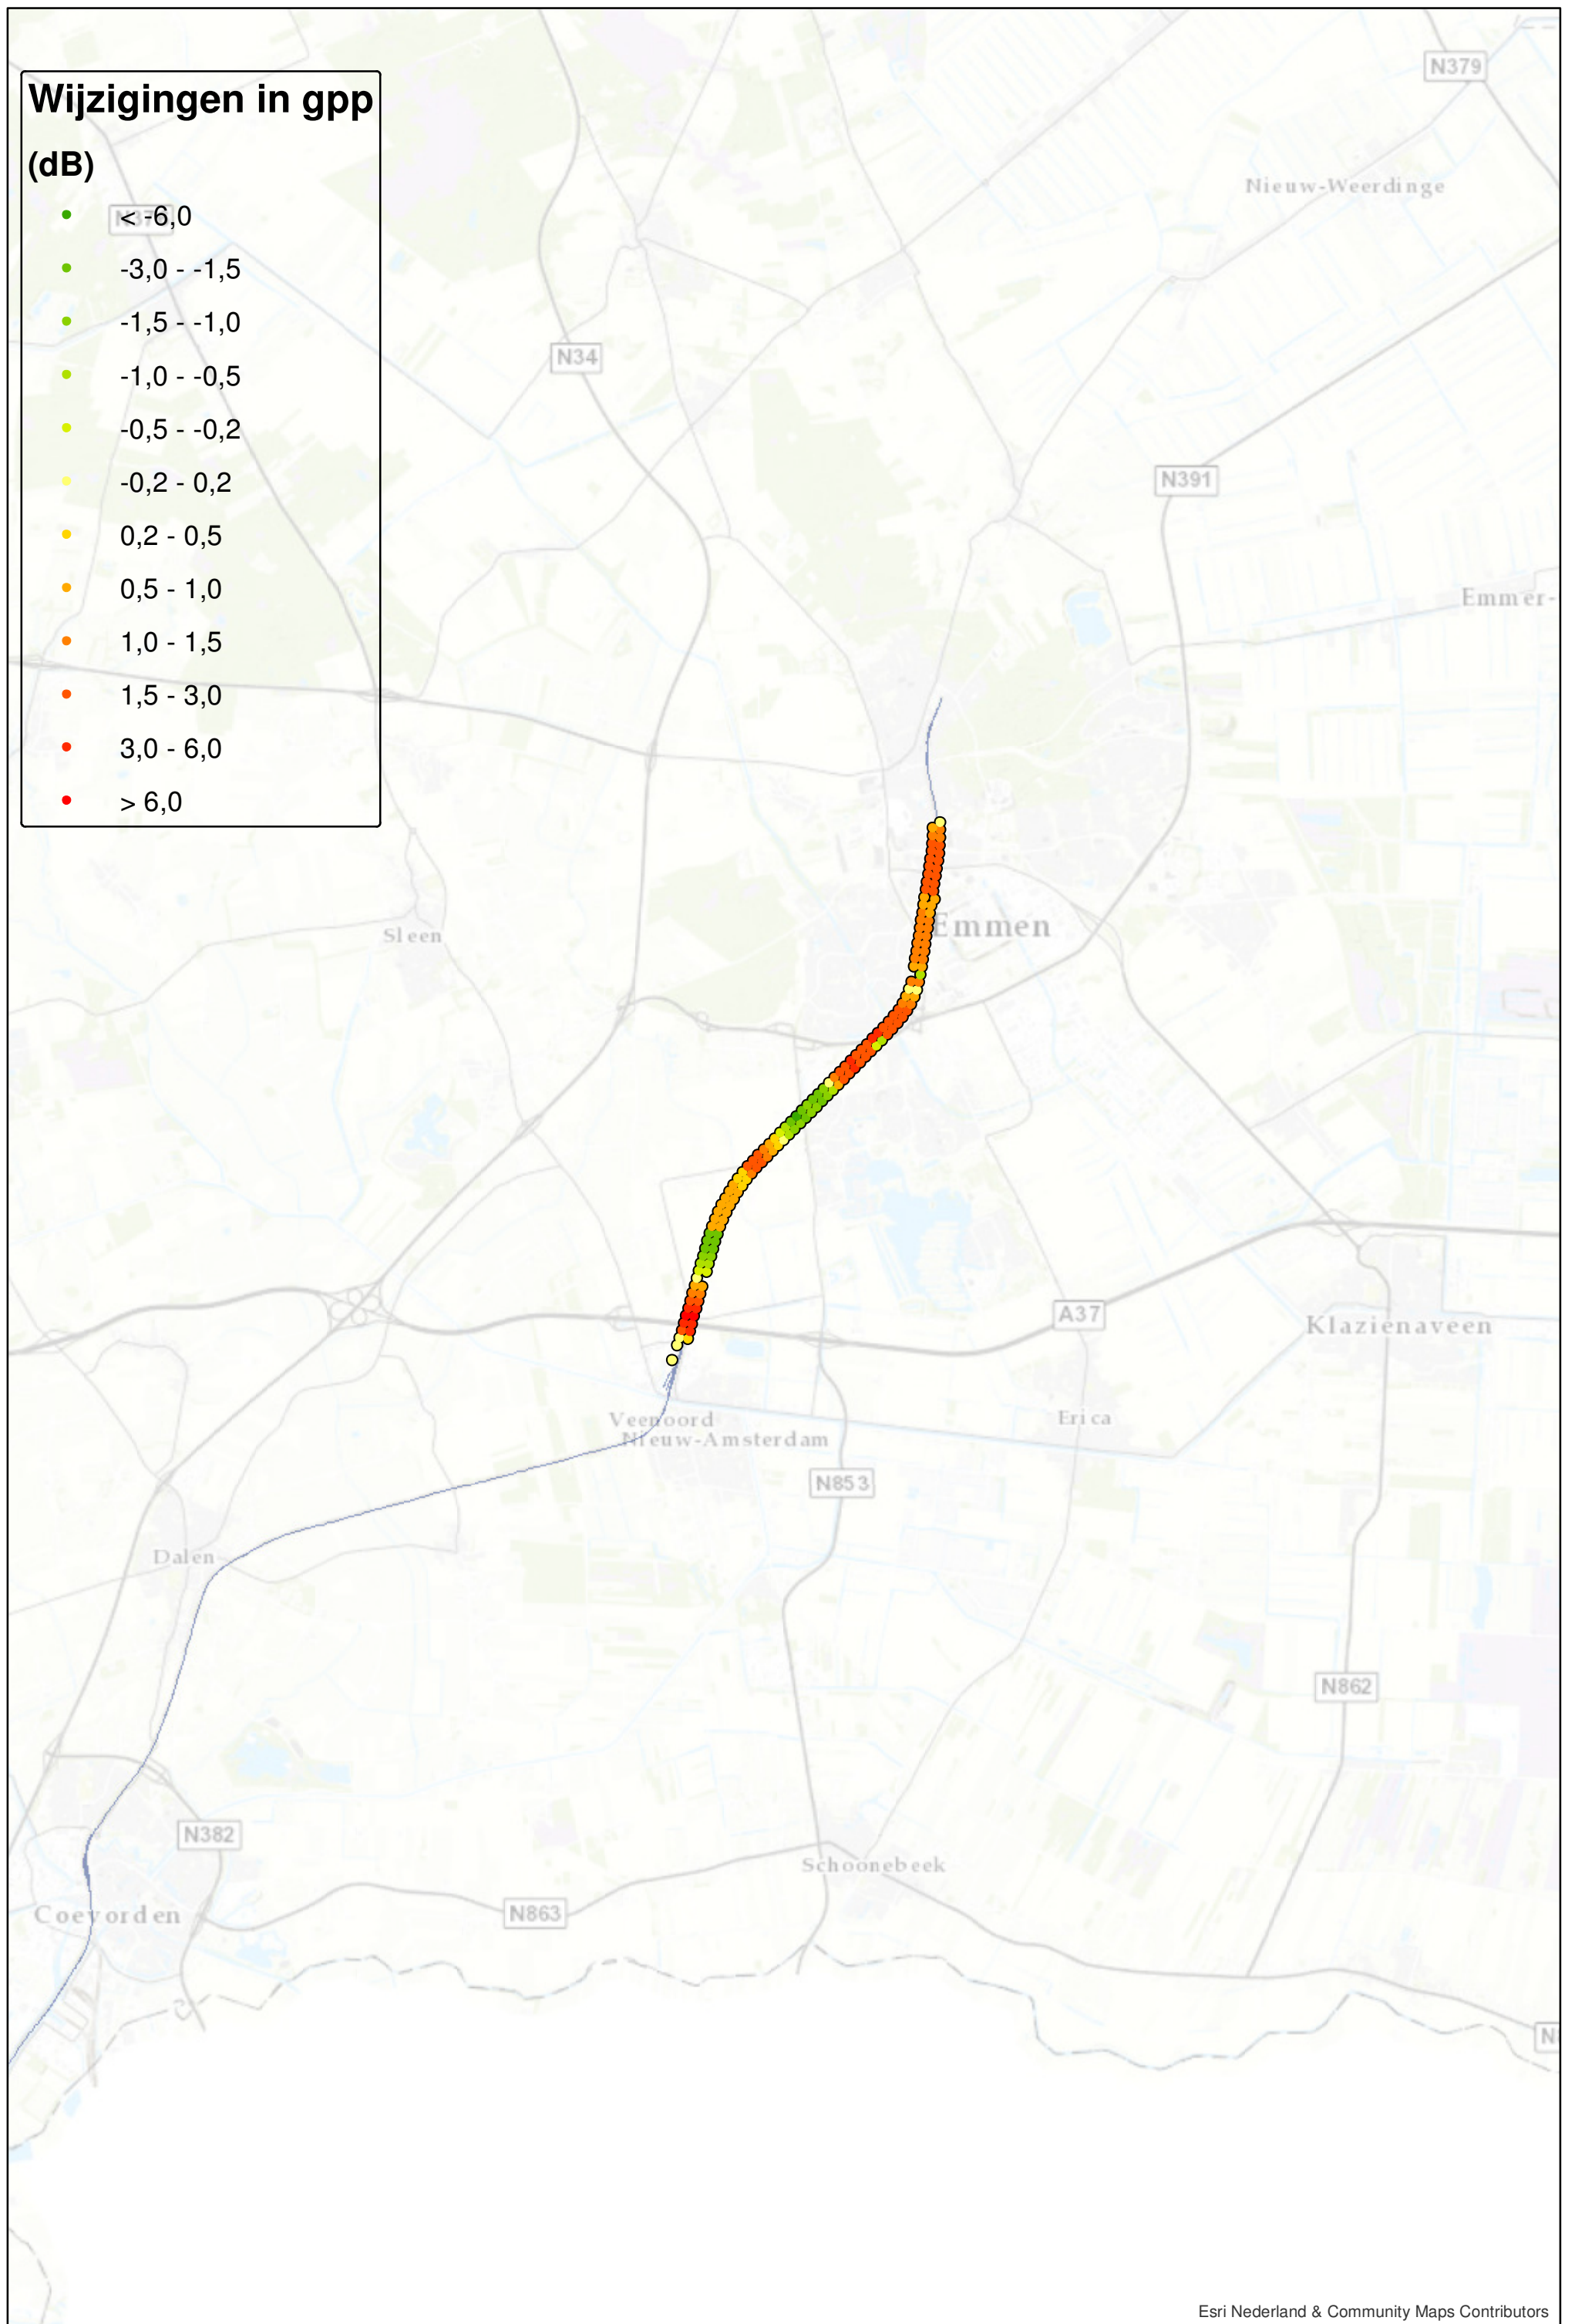 Wijzigingen in gpp
(dB)
< -6,0
-3,0 - -1,5
-1,5 - -1,0
-1,0 - -0,5
-0,5 - -0,2
-0,2 - 0,2
0,2 - 0,5
0,5 - 1,0
1,0 - 1,5
1,5 - 3,0
3,0 - 6,0
> 6,0
N379
Nieuw-Weerdinge
N34
N391
Emmer-
Sleen
Emmen
A37
Klazienaveen
Veenoord
Nieuw-Amsterdam
Erica
N853
Dalen
N862
N382
Schoonebeek
Coevorden
N863
Esri Nederland & Community Maps Contributors